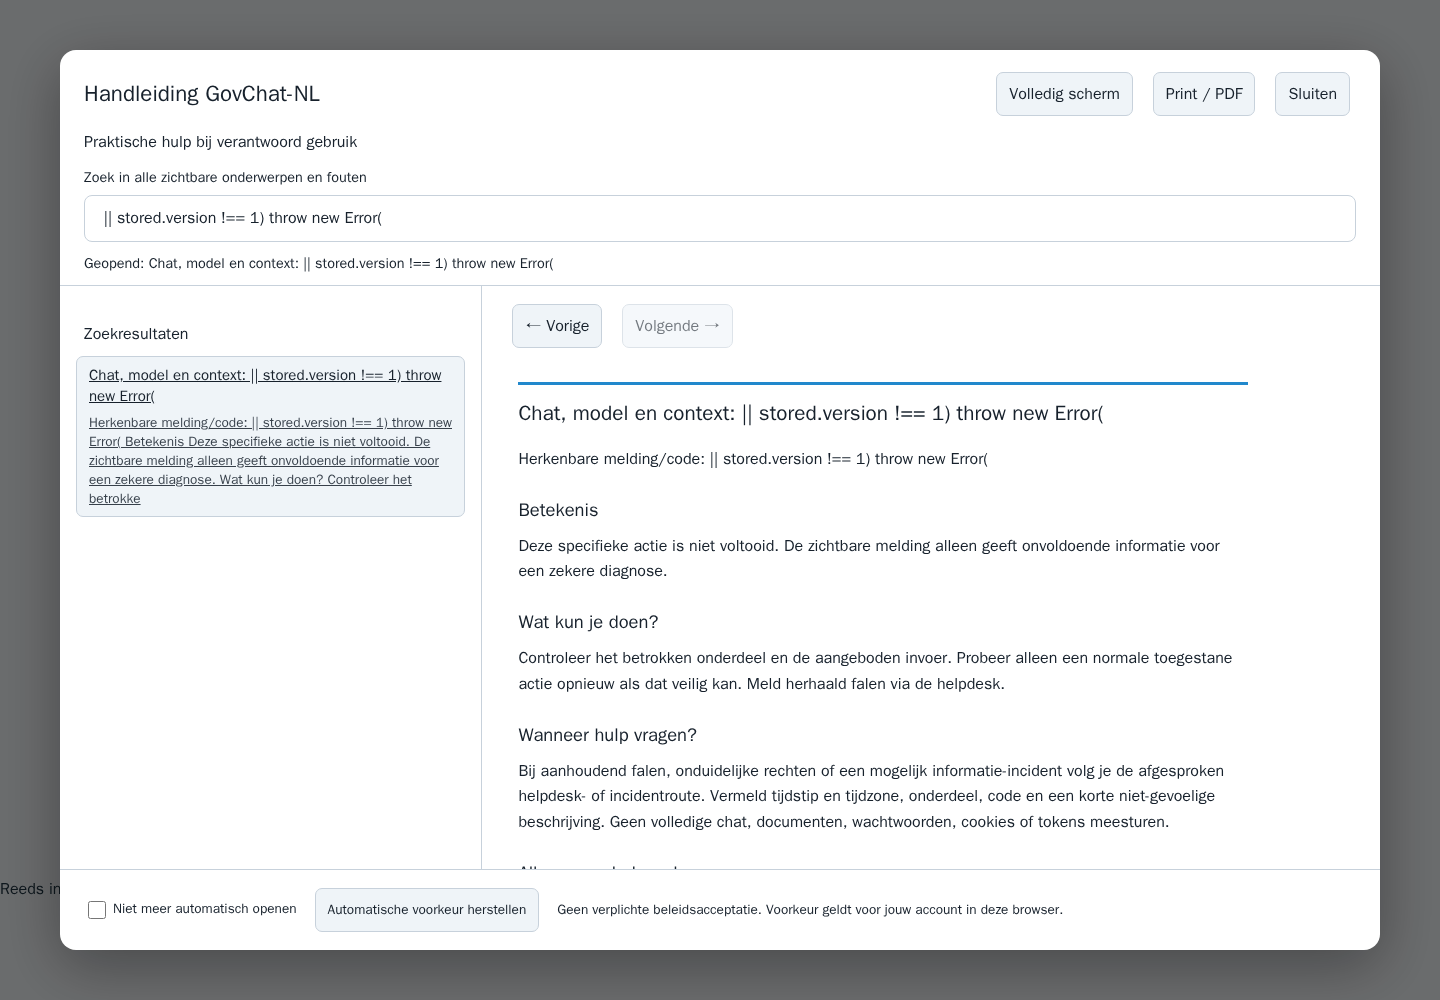 Handleiding GovChat-NL
Volledig scherm
Print / PDF
Sluiten
Praktische hulp bij verantwoord gebruik
Zoek in alle zichtbare onderwerpen en fouten
|| stored.version !== 1) throw new Error(
Geopend: Chat, model en context: || stored.version !== 1) throw new Error(
Zoekresultaten
Chat, model en context: || stored.version !== 1) throw
new Error(
Herkenbare melding/code: || stored.version !== 1) throw new
Error( Betekenis Deze specifieke actie is niet voltooid. De
zichtbare melding alleen geeft onvoldoende informatie voor
een zekere diagnose. Wat kun je doen? Controleer het
betrokke
← Vorige
Volgende →
Chat, model en context: || stored.version !== 1) throw new Error(
Herkenbare melding/code: || stored.version !== 1) throw new Error(
Betekenis
Deze specifieke actie is niet voltooid. De zichtbare melding alleen geeft onvoldoende informatie voor
een zekere diagnose.
Wat kun je doen?
Controleer het betrokken onderdeel en de aangeboden invoer. Probeer alleen een normale toegestane
actie opnieuw als dat veilig kan. Meld herhaald falen via de helpdesk.
Wanneer hulp vragen?
Bij aanhoudend falen, onduidelijke rechten of een mogelijk informatie-incident volg je de afgesproken
helpdesk- of incidentroute. Vermeld tijdstip en tijdzone, onderdeel, code en een korte niet-gevoelige
beschrijving. Geen volledige chat, documenten, wachtwoorden, cookies of tokens meesturen.
Reeds in
Niet meer automatisch openen
Automatische voorkeur herstellen
Geen verplichte beleidsacceptatie. Voorkeur geldt voor jouw account in deze browser.